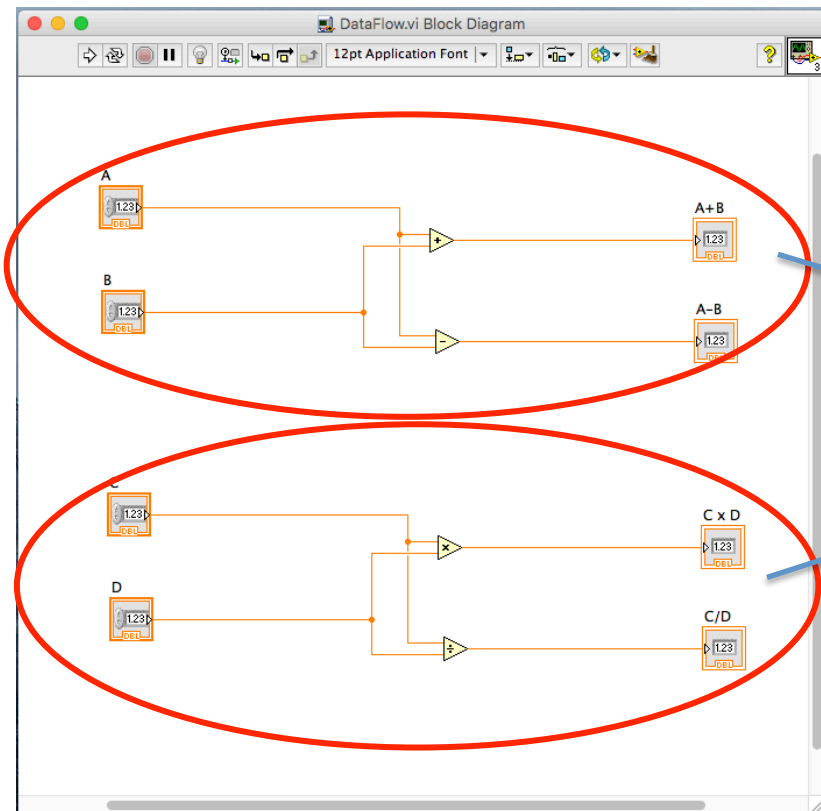 DataFlow.vi Block Diagram
12pt Application Font
?
3
A
1.23
DBL
+
A+B
1.23
DBL
B
1.23
DBL
-
A-B
1.23
DBL
C
1.23
DBL
×
C x D
1.23
DBL
D
1.23
DBL
÷
C/D
1.23
DBL